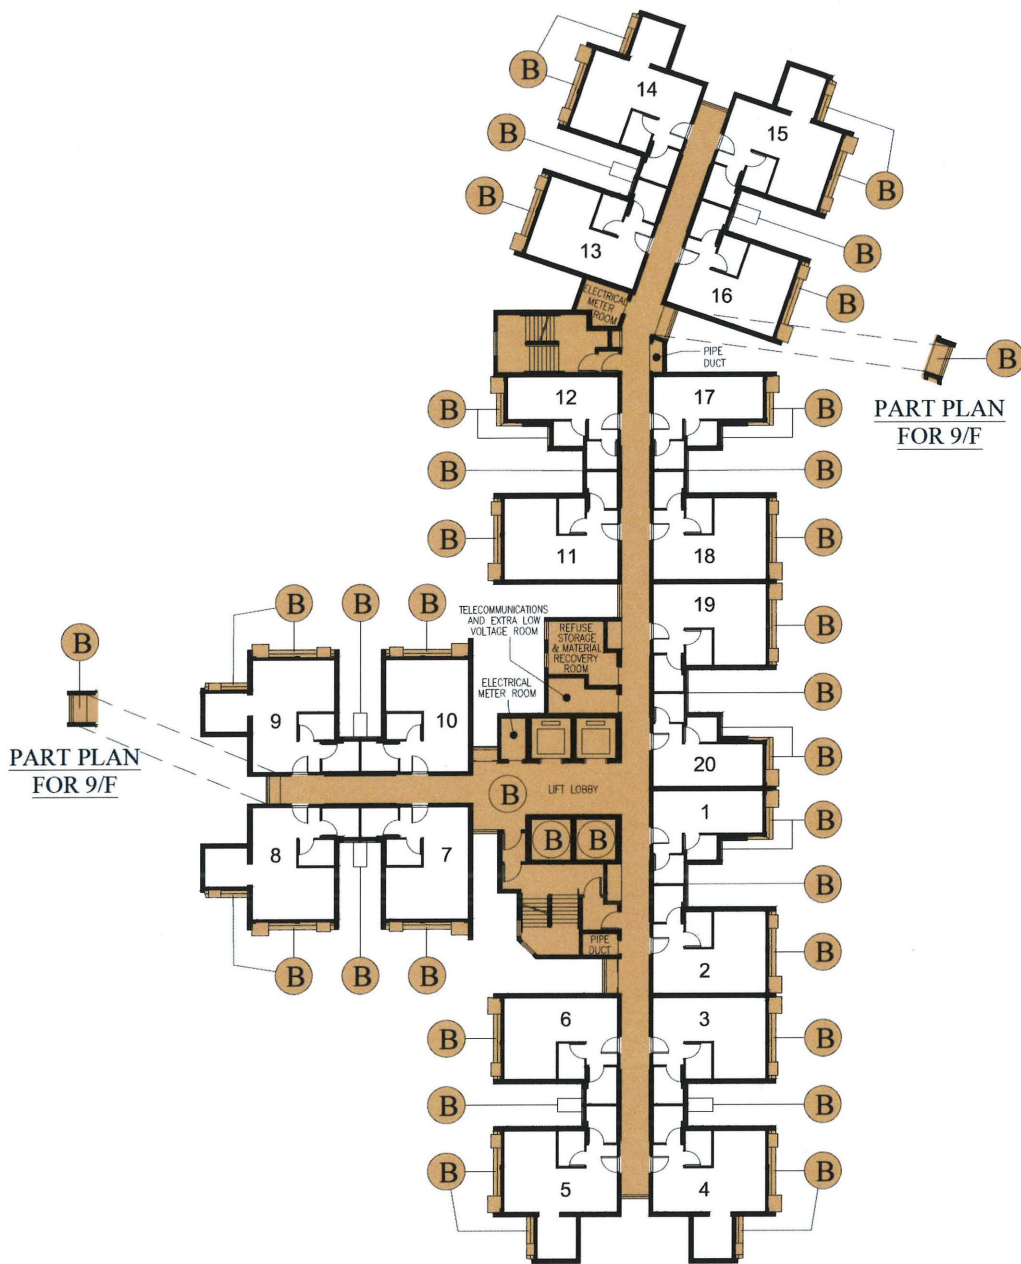 B
14
15
B
B
B
B
B
13
16
B
ELECTRICAL
METER
ROOM
PIPE
DUCT
B
PART PLAN
FOR 9/F
12
17
B
B
B
B
11
18
B
B
TELECOMMUNICATIONS
AND EXTRA LOW
VOLTAGE ROOM
REFUSE
STORAGE
& MATERIAL
RECOVERY
ROOM
19
B
B
B
B
B
ELECTRICAL
METER ROOM
B
9
10
PART PLAN
FOR 9/F
20
B
B
LIFT LOBBY
1
B
B
B
8
7
B
PIPE
DUCT
2
B
B
B
B
6
3
B
B
B
B
5
4
B
B